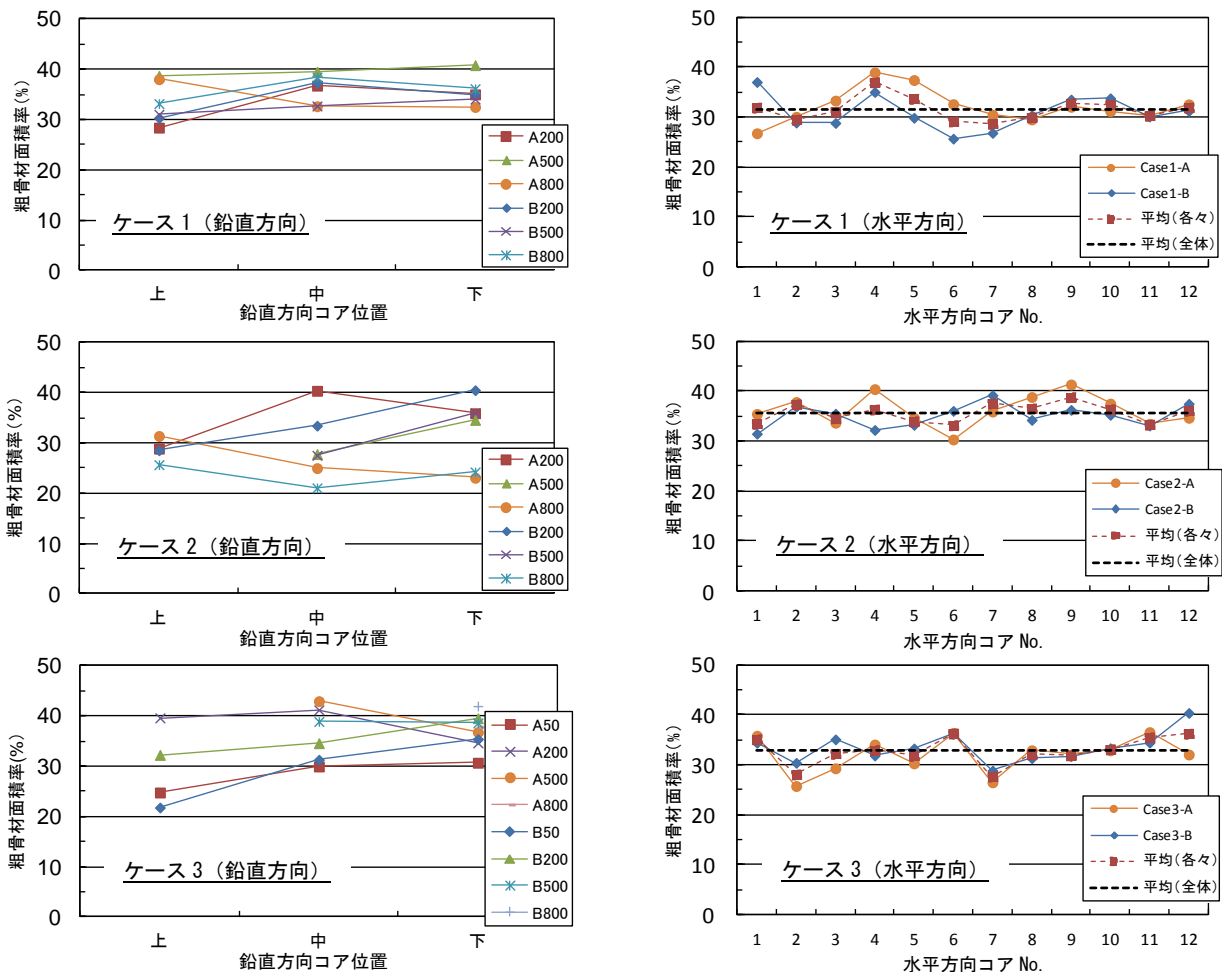 粗骨材面積率(%)
50
40
30
20
10
0
A200
A500
A800
B200
B500
B800
ケース1（鉛直方向）
上
中
下
鉛直方向コア位置
粗骨材面積率(%)
50
40
30
20
10
0
Case1-A
Case1-B
平均(各々)
平均(全体)
ケース1（水平方向）
1 2 3 4 5 6 7 8 9 10 11 12
水平方向コア No.
粗骨材面積率(%)
50
40
30
20
10
0
A200
A500
A800
B200
B500
B800
ケース2（鉛直方向）
上
中
下
鉛直方向コア位置
粗骨材面積率(%)
50
40
30
20
10
0
Case2-A
Case2-B
平均(各々)
平均(全体)
ケース2（水平方向）
1 2 3 4 5 6 7 8 9 10 11 12
水平方向コア No.
粗骨材面積率(%)
50
40
30
20
10
0
A50
A200
A500
A800
B50
B200
B500
B800
ケース3（鉛直方向）
上
中
下
鉛直方向コア位置
粗骨材面積率(%)
50
40
30
20
10
0
Case3-A
Case3-B
平均(各々)
平均(全体)
ケース3（水平方向）
1 2 3 4 5 6 7 8 9 10 11 12
水平方向コア No.